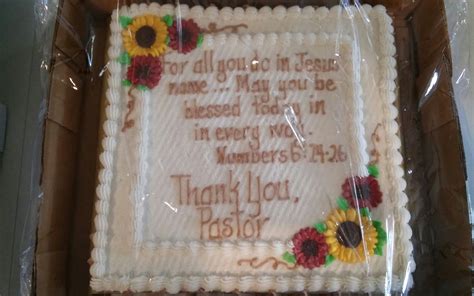 For all you do in Jesus
name... May you be
blessed today in
in every way.
Numbers 6:24-26
Thank You,
Pastor